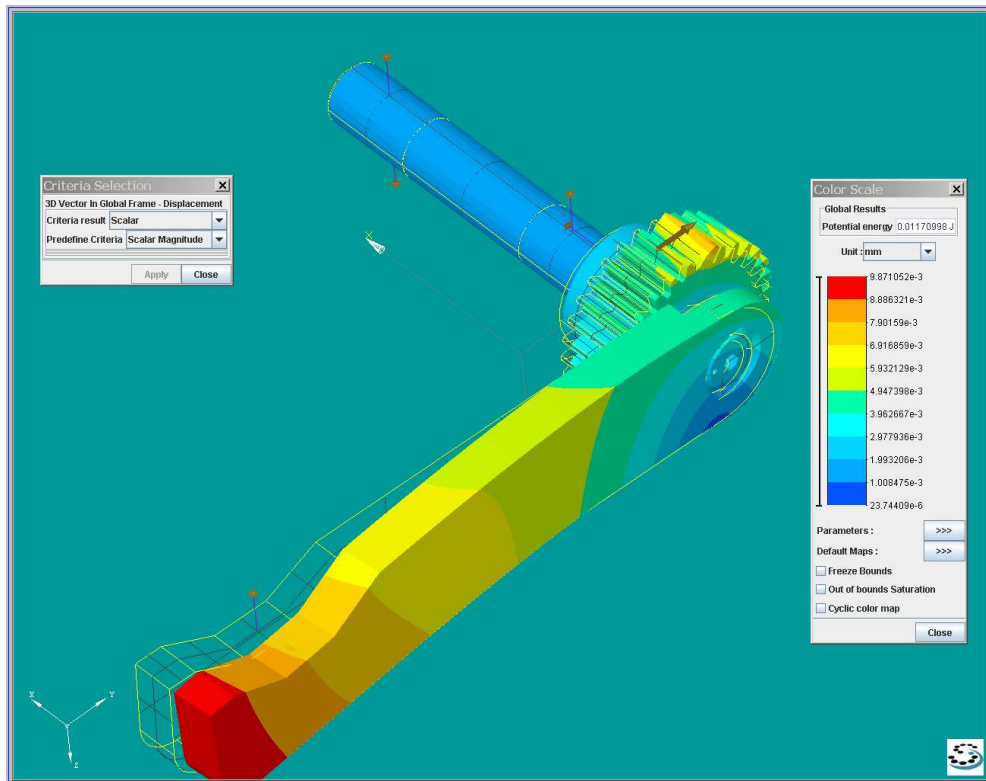 Criteria Selection
3D Vector In Global Frame - Displacement
Criteria result Scalar
Predefine Criteria Scalar Magnitude
Apply Close
X
X Y
Z
Color Scale
Global Results
Potential energy 0.01170998 J
Unit : mm
9.871052e-3
8.886321e-3
7.90159e-3
6.916859e-3
5.932129e-3
4.947398e-3
3.962667e-3
2.977936e-3
1.993206e-3
1.008475e-3
23.74409e-6
Parameters : >>>
Default Maps : >>>
Freeze Bounds
Out of bounds Saturation
Cyclic color map
Close